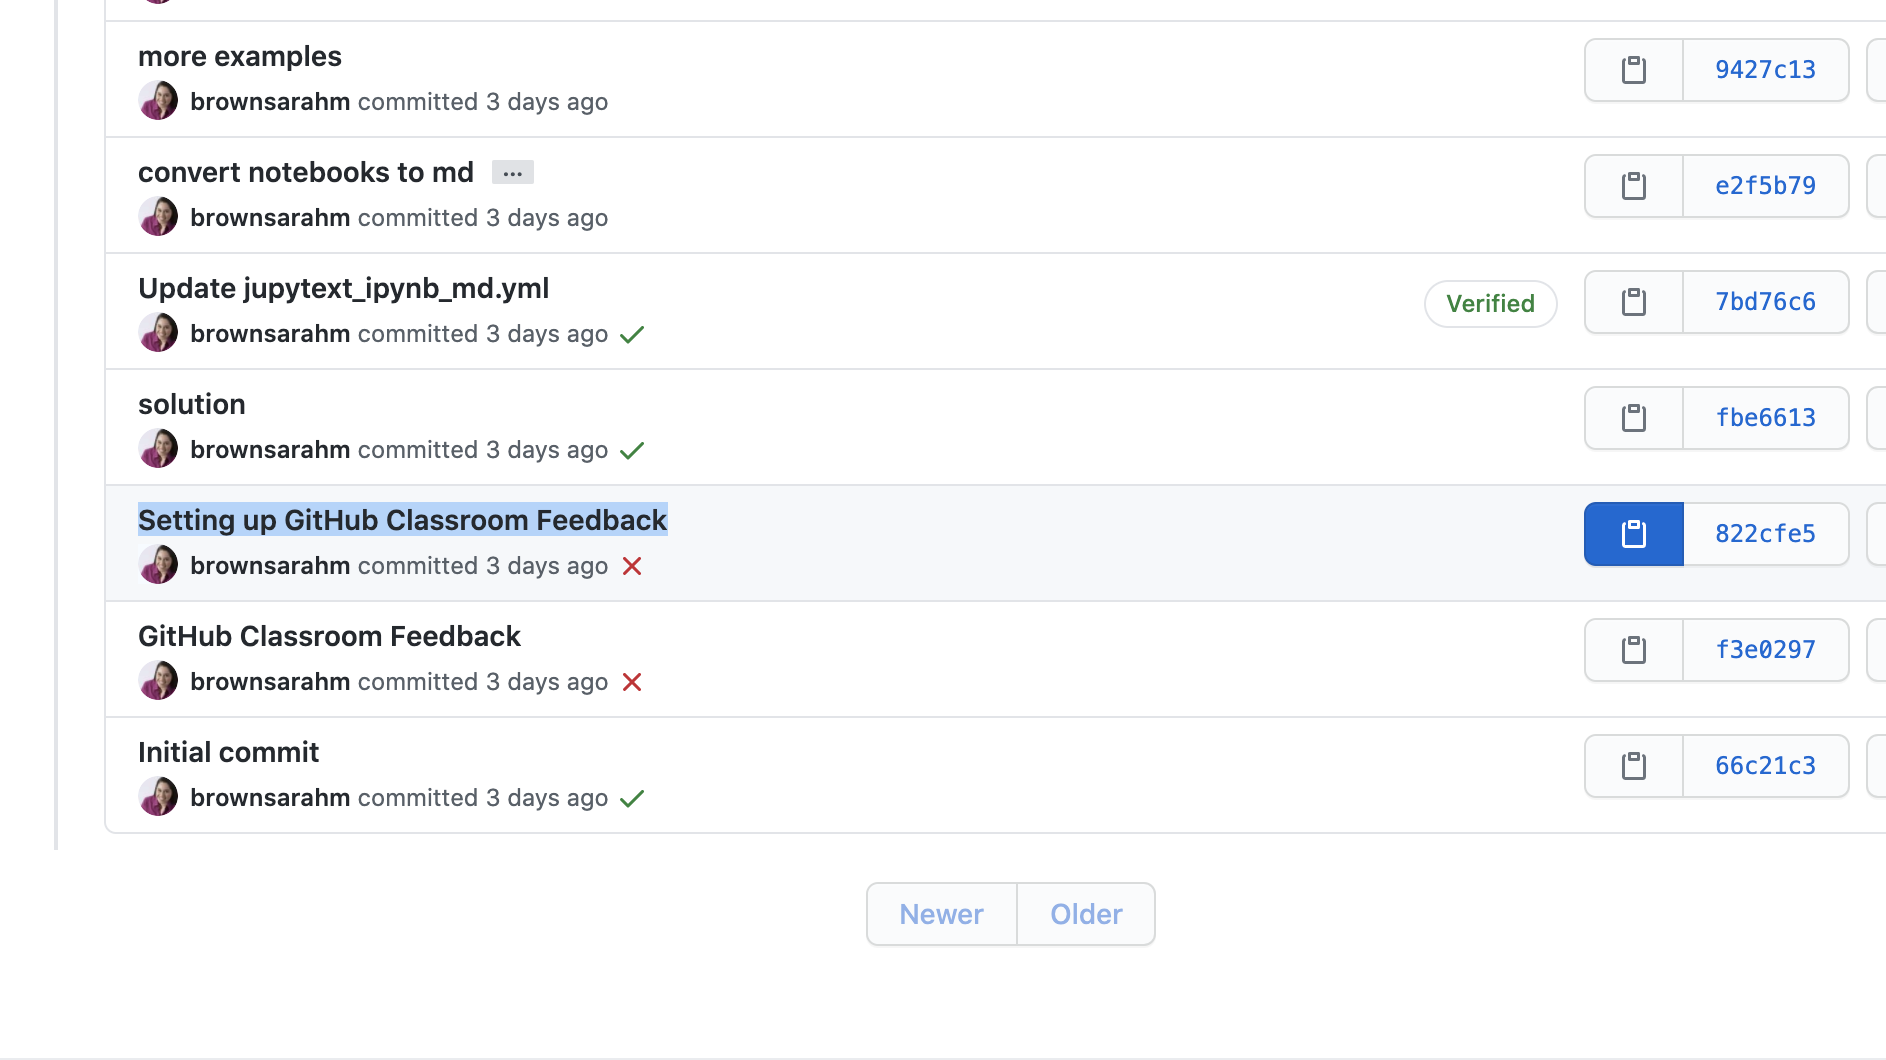 more examples
brownsarahm committed 3 days ago
9427c13
convert notebooks to md ...
brownsarahm committed 3 days ago
e2f5b79
Update jupytext_ipynb_md.yml
brownsarahm committed 3 days ago
Verified
7bd76c6
solution
brownsarahm committed 3 days ago
fbe6613
Setting up GitHub Classroom Feedback
brownsarahm committed 3 days ago
822cfe5
GitHub Classroom Feedback
brownsarahm committed 3 days ago
f3e0297
Initial commit
brownsarahm committed 3 days ago
66c21c3
Newer Older